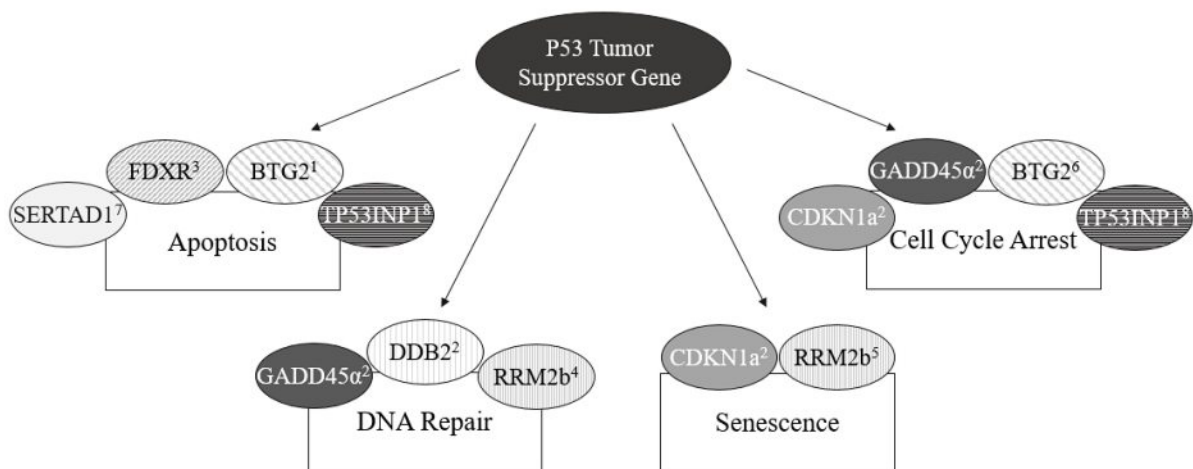 P53 Tumor
Suppressor Gene
FDXR³
BTG2¹
SERTAD1⁷
TP53INP1⁸
Apoptosis
GADD45α²
BTG2⁶
CDKN1a²
TP53INP1⁸
Cell Cycle Arrest
DDB2²
GADD45α²
RRM2b⁴
DNA Repair
CDKN1a²
RRM2b⁵
Senescence